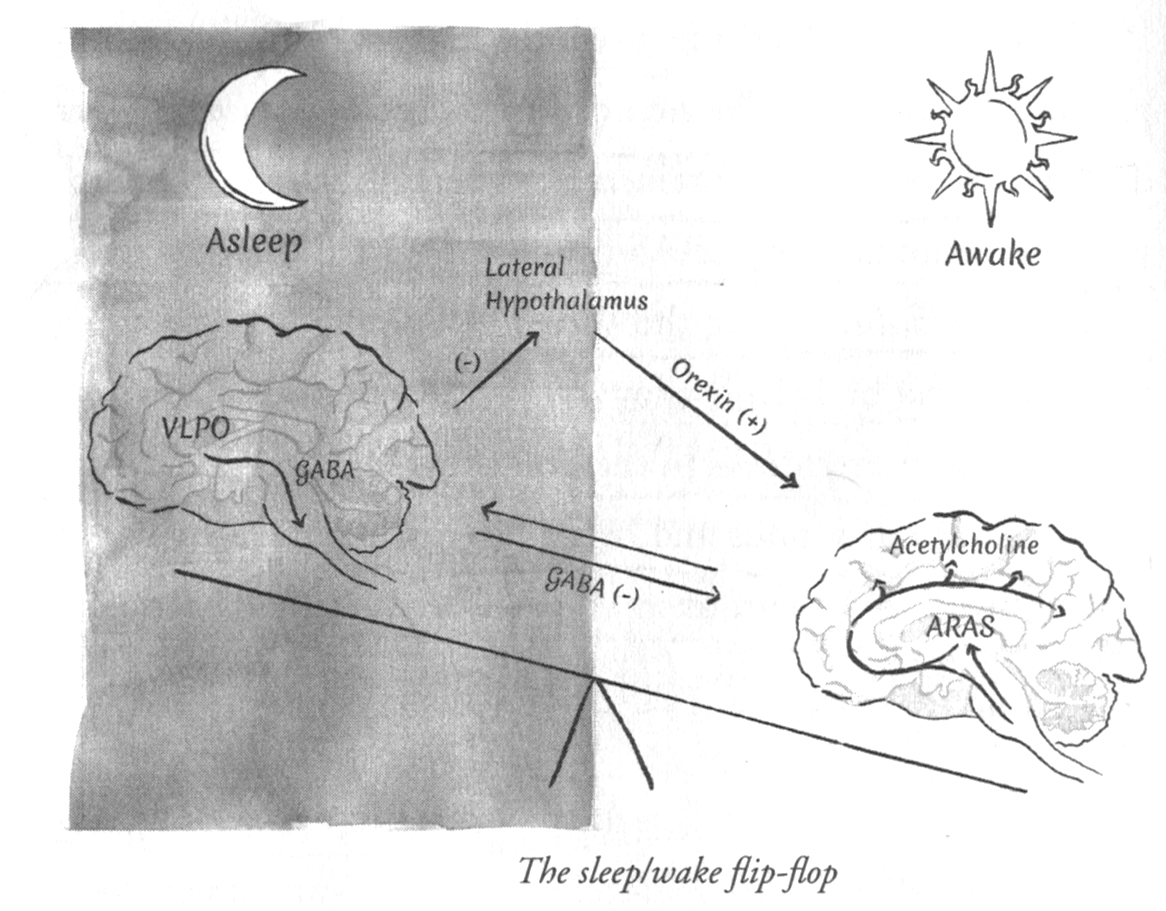 Asleep
Awake
Lateral
Hypothalamus
(-)
Orexin (+)
VLPO
GABA
GABA (-)
Acetylcholine
ARAS
The sleep/wake flip-flop